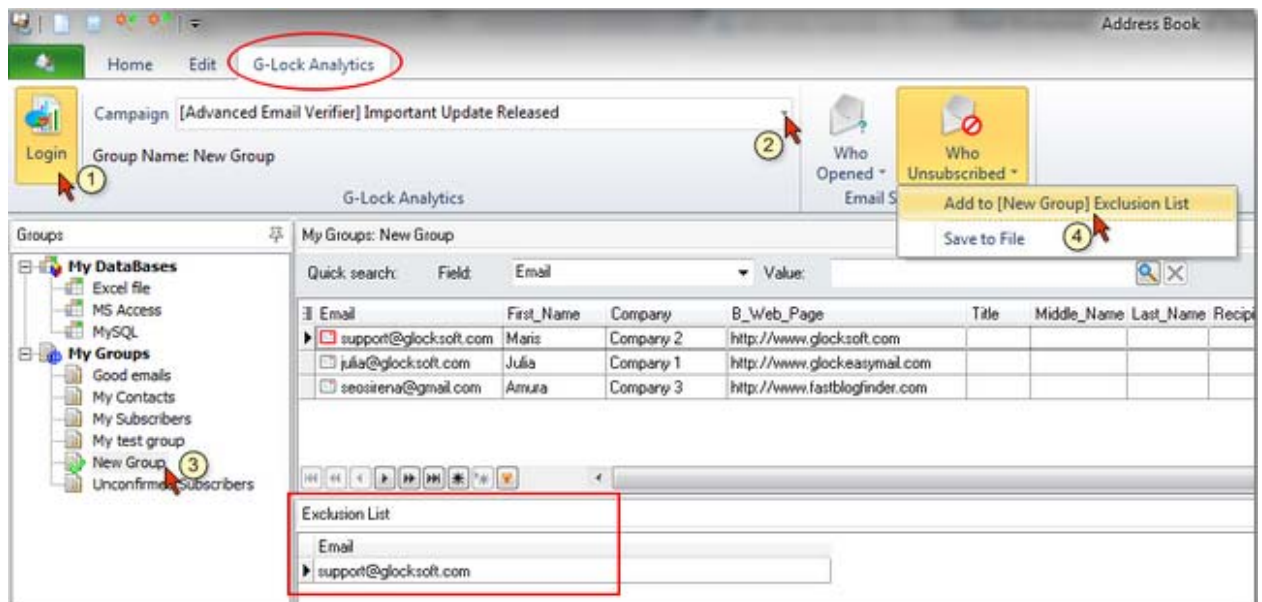 Address Book
Home Edit G-Lock Analytics
Login
Campaign [Advanced Email Verifier] Important Update Released
Group Name: New Group
G-Lock Analytics
Who Opened
Who Unsubscribed
Email S
Add to [New Group] Exclusion List
Save to File
1
2
3
4
Groups
My DataBases
Excel file
MS Access
MySQL
My Groups
Good emails
My Contacts
My Subscribers
My test group
New Group
Unconfirmed Subscribers
My Groups: New Group
Quick search: Field: Email Value:
Email First_Name Company B_Web_Page Title Middle_Name Last_Name Recipi
support@glocksoft.com Maris Company 2 http://www.glocksoft.com
julia@glocksoft.com Julia Company 1 http://www.glockeasymail.com
seosirena@gmail.com Amura Company 3 http://www.fastblogfinder.com
Exclusion List
Email
support@glocksoft.com